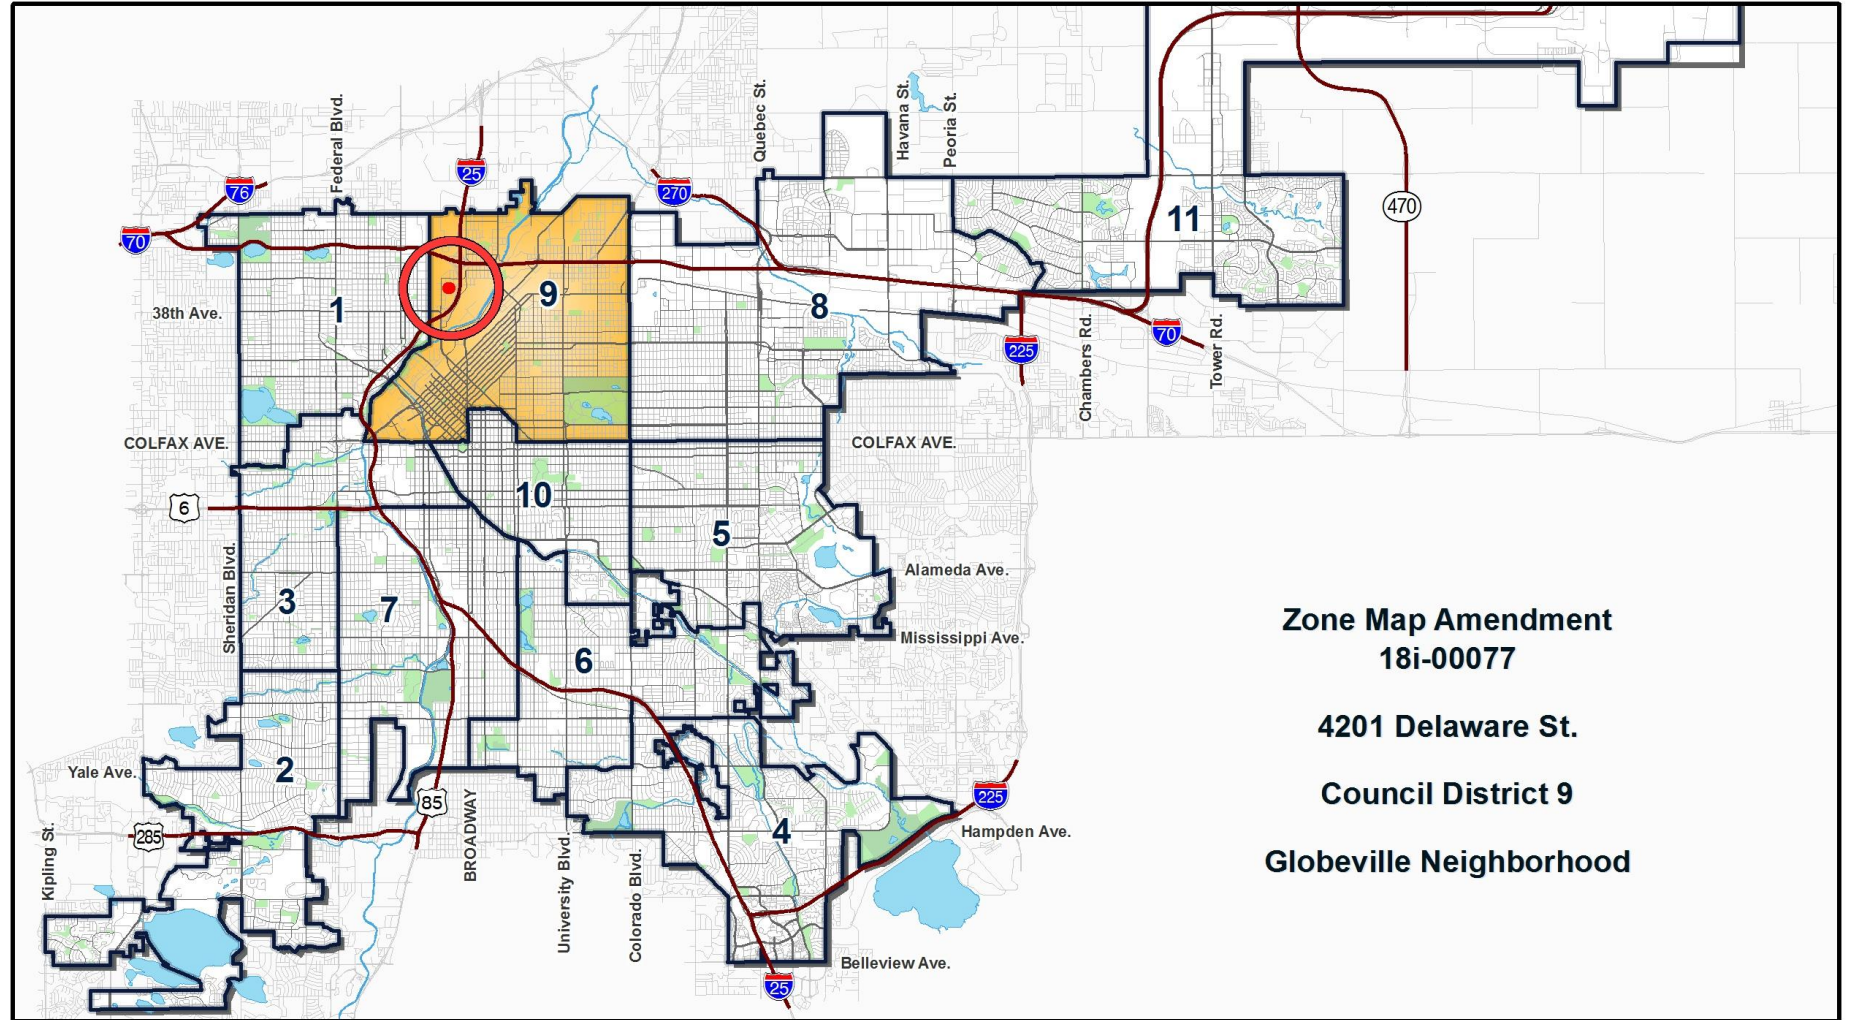 Federal Blvd.
Quebec St.
Havana St.
Peoria St.
25
76
270
70
470
11
38th Ave.
1
9
8
225
Chambers Rd.
70
Tower Rd.
COLFAX AVE.
COLFAX AVE.
6
10
5
Sheridan Blvd.
3
7
Alameda Ave.
Mississippi Ave.
6
Zone Map Amendment
18i-00077
4201 Delaware St.
Council District 9
Globeville Neighborhood
Yale Ave.
2
85
BROADWAY
225
285
Kipling St.
University Blvd.
Colorado Blvd.
4
Hampden Ave.
Belleview Ave.
25